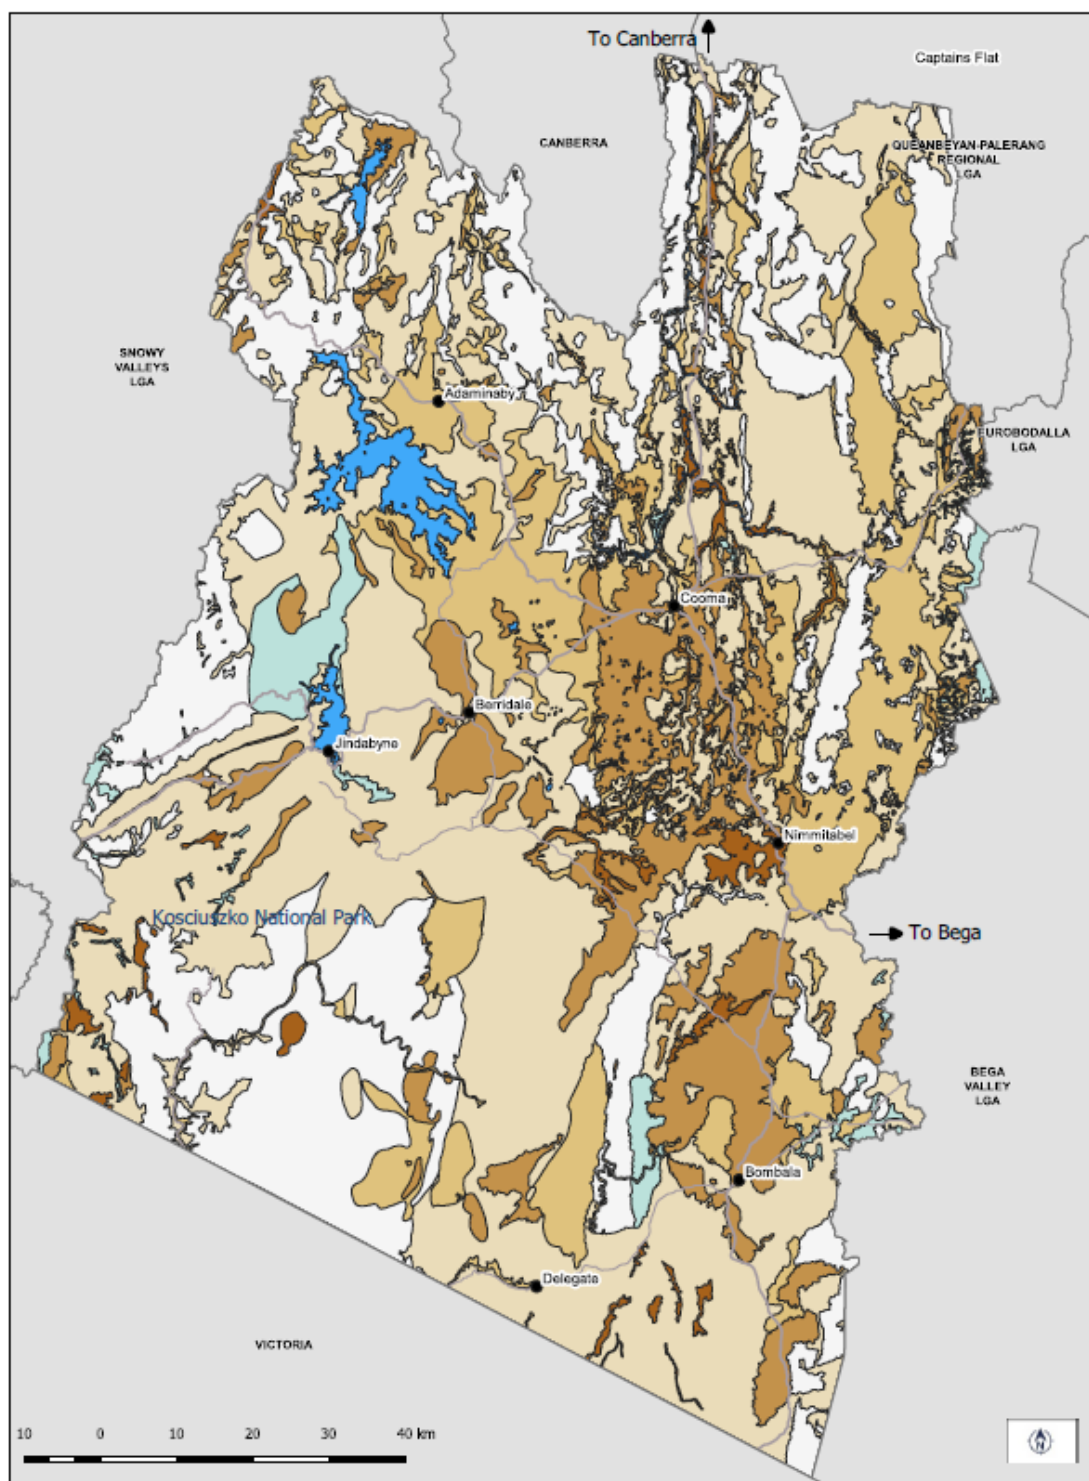 To Canberra
Captains Flat
CANBERRA
QUEANBEYAN-PALERANG
REGIONAL
LGA
SNOWY
VALLEYS
LGA
Adaminaby
EUROBODALLA
LGA
Cooma
Berridale
Jindabyne
Nimmitabel
Kosciuszko National Park
To Bega
BEGA
VALLEY
LGA
Bombala
Delegate
VICTORIA
10 0 10 20 30 40 km
N